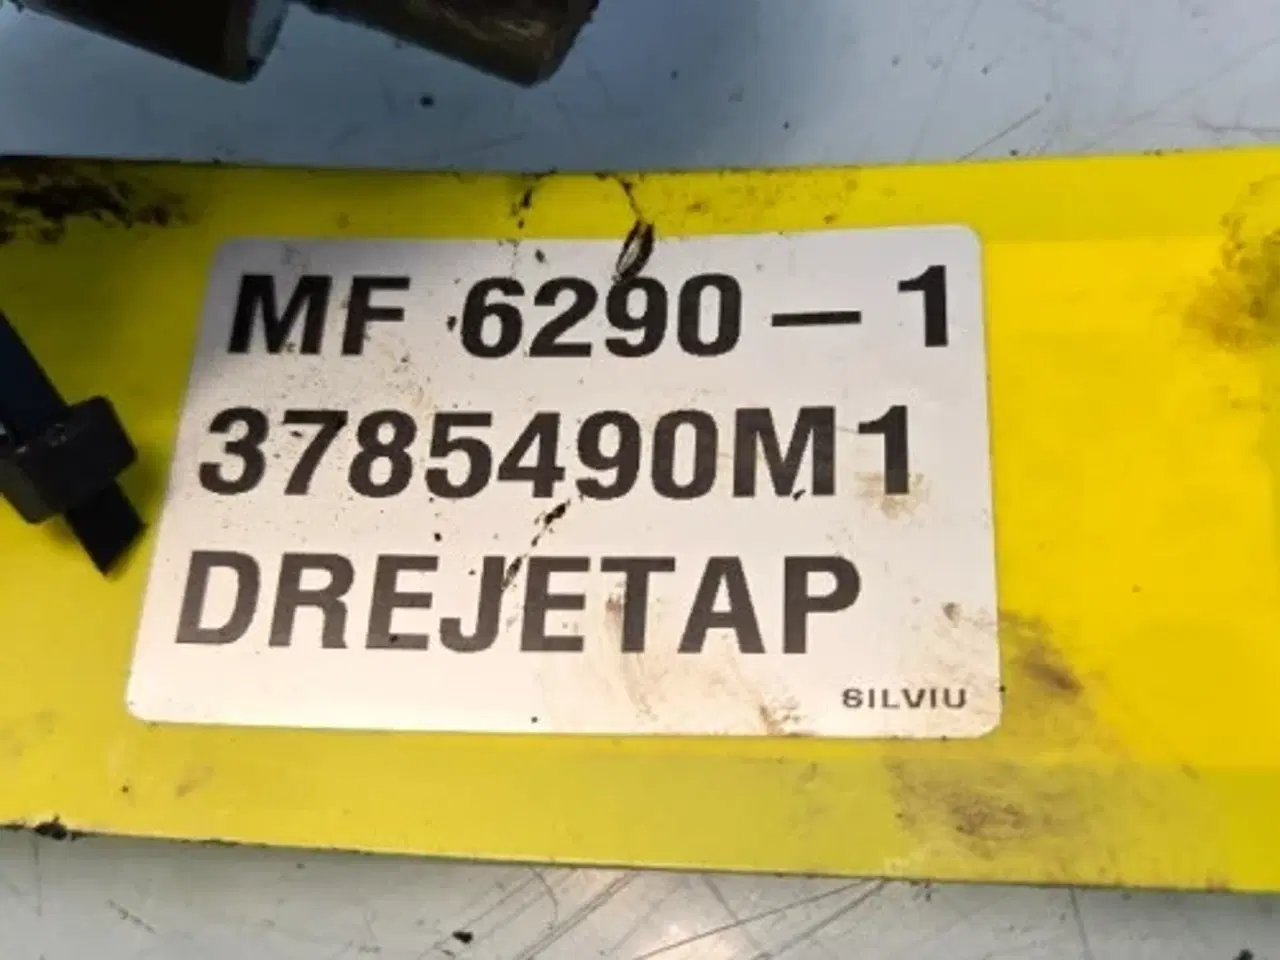 MF 6290-1
3785490M1
DREJETAP
SILVIU